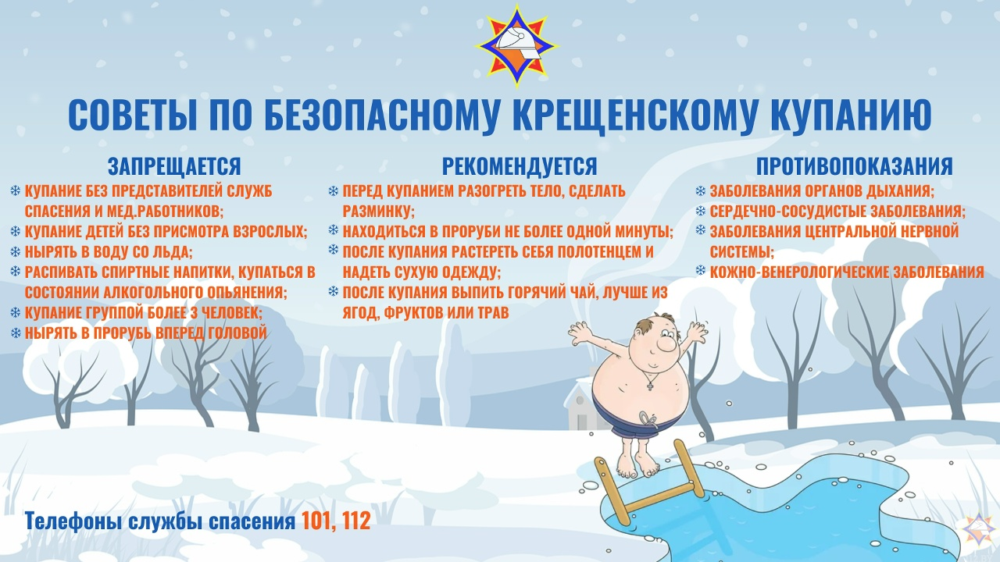 СОВЕТЫ ПО БЕЗОПАСНОМУ КРЕЩЕНСКОМУ КУПАНИЮ
ЗАПРЕЩАЕТСЯ
КУПАНИЕ БЕЗ ПРЕДСТАВИТЕЛЕЙ СЛУЖБ
СПАСЕНИЯ И МЕД.РАБОТНИКОВ;
КУПАНИЕ ДЕТЕЙ БЕЗ ПРИСМОТРА ВЗРОСЛЫХ;
НЫРЯТЬ В ВОДУ СО ЛЬДА;
РАСПИВАТЬ СПИРТНЫЕ НАПИТКИ, КУПАТЬСЯ В
СОСТОЯНИИ АЛКОГОЛЬНОГО ОПЬЯНЕНИЯ;
КУПАНИЕ ГРУППОЙ БОЛЕЕ 3 ЧЕЛОВЕК;
НЫРЯТЬ В ПРОРУБЬ ВПЕРЕД ГОЛОВОЙ
РЕКОМЕНДУЕТСЯ
ПЕРЕД КУПАНИЕМ РАЗОГРЕТЬ ТЕЛО, СДЕЛАТЬ
РАЗМИНКУ;
НАХОДИТЬСЯ В ПРОРУБИ НЕ БОЛЕЕ ОДНОЙ МИНУТЫ;
ПОСЛЕ КУПАНИЯ РАСТЕРЕТЬ СЕБЯ ПОЛОТЕНЦЕМ И
НАДЕТЬ СУХУЮ ОДЕЖДУ;
ПОСЛЕ КУПАНИЯ ВЫПИТЬ ГОРЯЧИЙ ЧАЙ, ЛУЧШЕ ИЗ
ЯГОД, ФРУКТОВ ИЛИ ТРАВ
ПРОТИВОПОКАЗАНИЯ
ЗАБОЛЕВАНИЯ ОРГАНОВ ДЫХАНИЯ;
СЕРДЕЧНО-СОСУДИСТЫЕ ЗАБОЛЕВАНИЯ;
ЗАБОЛЕВАНИЯ ЦЕНТРАЛЬНОЙ НЕРВНОЙ
СИСТЕМЫ;
КОЖНО-ВЕНЕРОЛОГИЧЕСКИЕ ЗАБОЛЕВАНИЯ
Телефоны службы спасения 101, 112